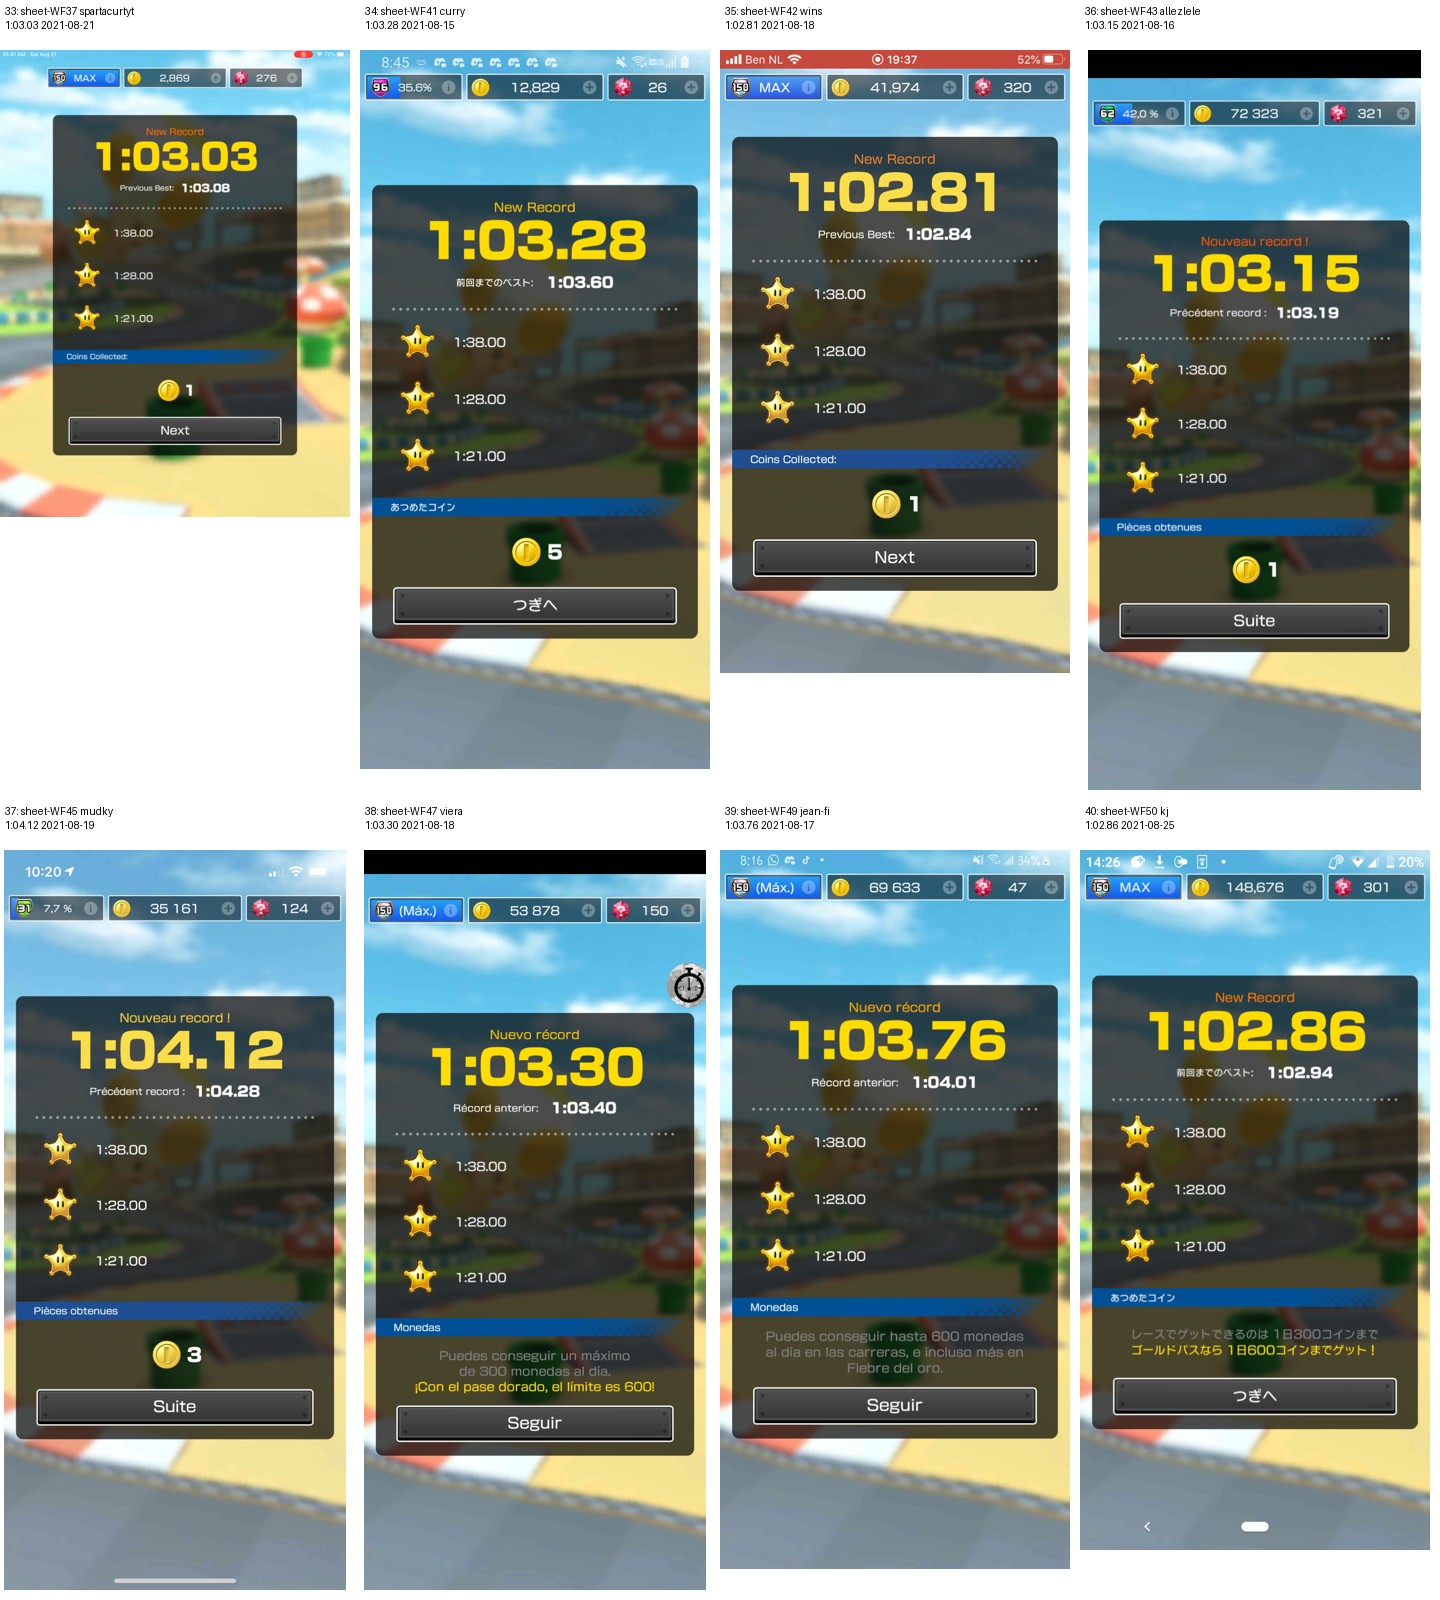 33: sheet-WF37 spartacurtyt
1:03.03 2021-08-21
10:41 AM Sat Aug 21
72%
150 MAX 2,869 276
New Record
1:03.03
Previous Best: 1:03.08
1:38.00
1:28.00
1:21.00
Coins Collected:
1
Next
34: sheet-WF41 curry
1:03.28 2021-08-15
8:45
96 35.6% 12,829 26
New Record
1:03.28
前回までのベスト: 1:03.60
1:38.00
1:28.00
1:21.00
あつめたコイン
5
つぎへ
35: sheet-WF42 wins
1:02.81 2021-08-18
Ben NL 19:37 52%
150 MAX 41,974 320
New Record
1:02.81
Previous Best: 1:02.84
1:38.00
1:28.00
1:21.00
Coins Collected:
1
Next
36: sheet-WF43 allezlele
1:03.15 2021-08-16
62 42,0 % 72 323 321
Nouveau record !
1:03.15
Précédent record : 1:03.19
1:38.00
1:28.00
1:21.00
Pièces obtenues
1
Suite
37: sheet-WF45 mudky
1:04.12 2021-08-19
10:20
31 7,7 % 35 161 124
Nouveau record !
1:04.12
Précédent record : 1:04.28
1:38.00
1:28.00
1:21.00
Pièces obtenues
3
Suite
38: sheet-WF47 viera
1:03.30 2021-08-18
150 (Máx.) 53 878 150
Nuevo récord
1:03.30
Récord anterior: 1:03.40
1:38.00
1:28.00
1:21.00
Monedas
Puedes conseguir un máximo
de 300 monedas al día.
¡Con el pase dorado, el límite es 600!
Seguir
39: sheet-WF49 jean-fi
1:03.76 2021-08-17
8:16 34%
150 (Máx.) 69 633 47
Nuevo récord
1:03.76
Récord anterior: 1:04.01
1:38.00
1:28.00
1:21.00
Monedas
Puedes conseguir hasta 600 monedas
al día en las carreras, e incluso más en
Fiebre del oro.
Seguir
40: sheet-WF50 kj
1:02.86 2021-08-25
14:26 20%
150 MAX 148,676 301
New Record
1:02.86
前回までのベスト: 1:02.94
1:38.00
1:28.00
1:21.00
あつめたコイン
レースでゲットできるのは 1日300コインまで
ゴールドパスなら 1日600コインまでゲット！
つぎへ